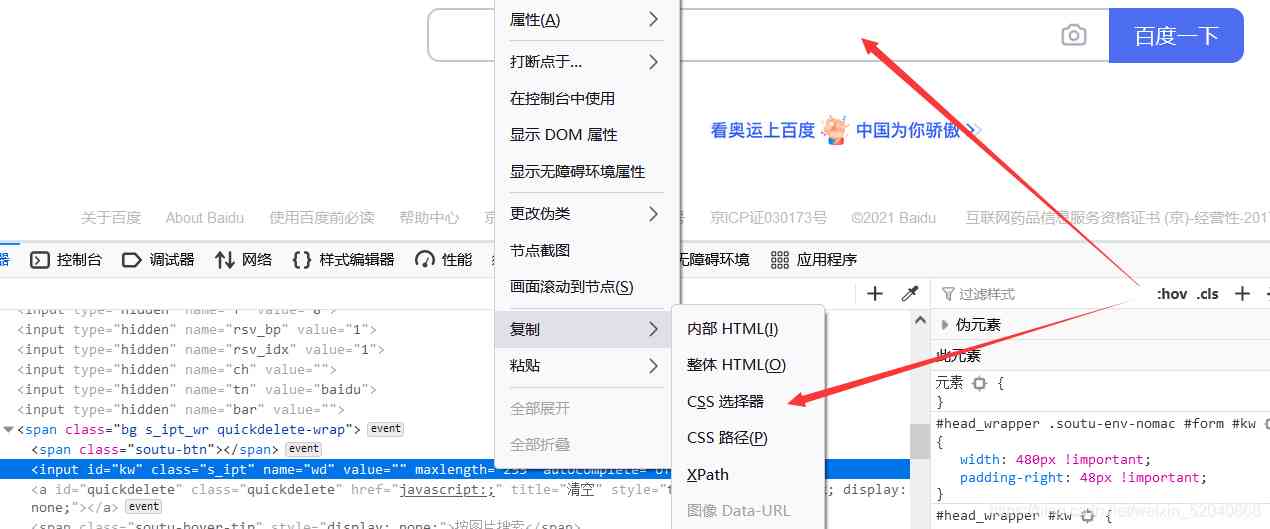 属性(A)
百度一下
打断点于...
在控制台中使用
看奥运上百度 中国为你骄傲
显示 DOM 属性
显示无障碍环境属性
关于百度 About Baidu 使用百度前必读 帮助中心 京ICP证030173号 ©2021 Baidu 互联网药品信息服务资格证书 (京)-经营性-2017
更改伪类
节点截图
器 控制台 调试器 网络 {} 样式编辑器 性能 无障碍环境 应用程序
画面滚动到节点(S)
+ 过滤样式 :hov .cls +
复制
粘贴
全部展开
全部折叠
内部 HTML(I)
整体 HTML(O)
CSS 选择器
CSS 路径(P)
XPath
图像 Data-URL
<input type="hidden" name="f" value="8">
<input type="hidden" name="rsv_bp" value="1">
<input type="hidden" name="rsv_idx" value="1">
<input type="hidden" name="ch" value="">
<input type="hidden" name="tn" value="baidu">
<input type="hidden" name="bar" value="">
<span class="bg s_ipt_wr quickdelete-wrap"> event
<span class="soutu-btn"></span> event
<input id="kw" class="s_ipt" name="wd" value="" maxlength="255" autocomplete="of
<a id="quickdelete" class="quickdelete" href="javascript:;" title="清空" style="t ; display:
none;"></a> event
<span class="soutu-hover-tip" style="display: none;">按图片搜索</span>
伪元素
此元素
元素 {
}
#head_wrapper .soutu-env-nomac #form #kw
{
width: 480px !important;
padding-right: 48px !important;
}
#head_wrapper #kw {